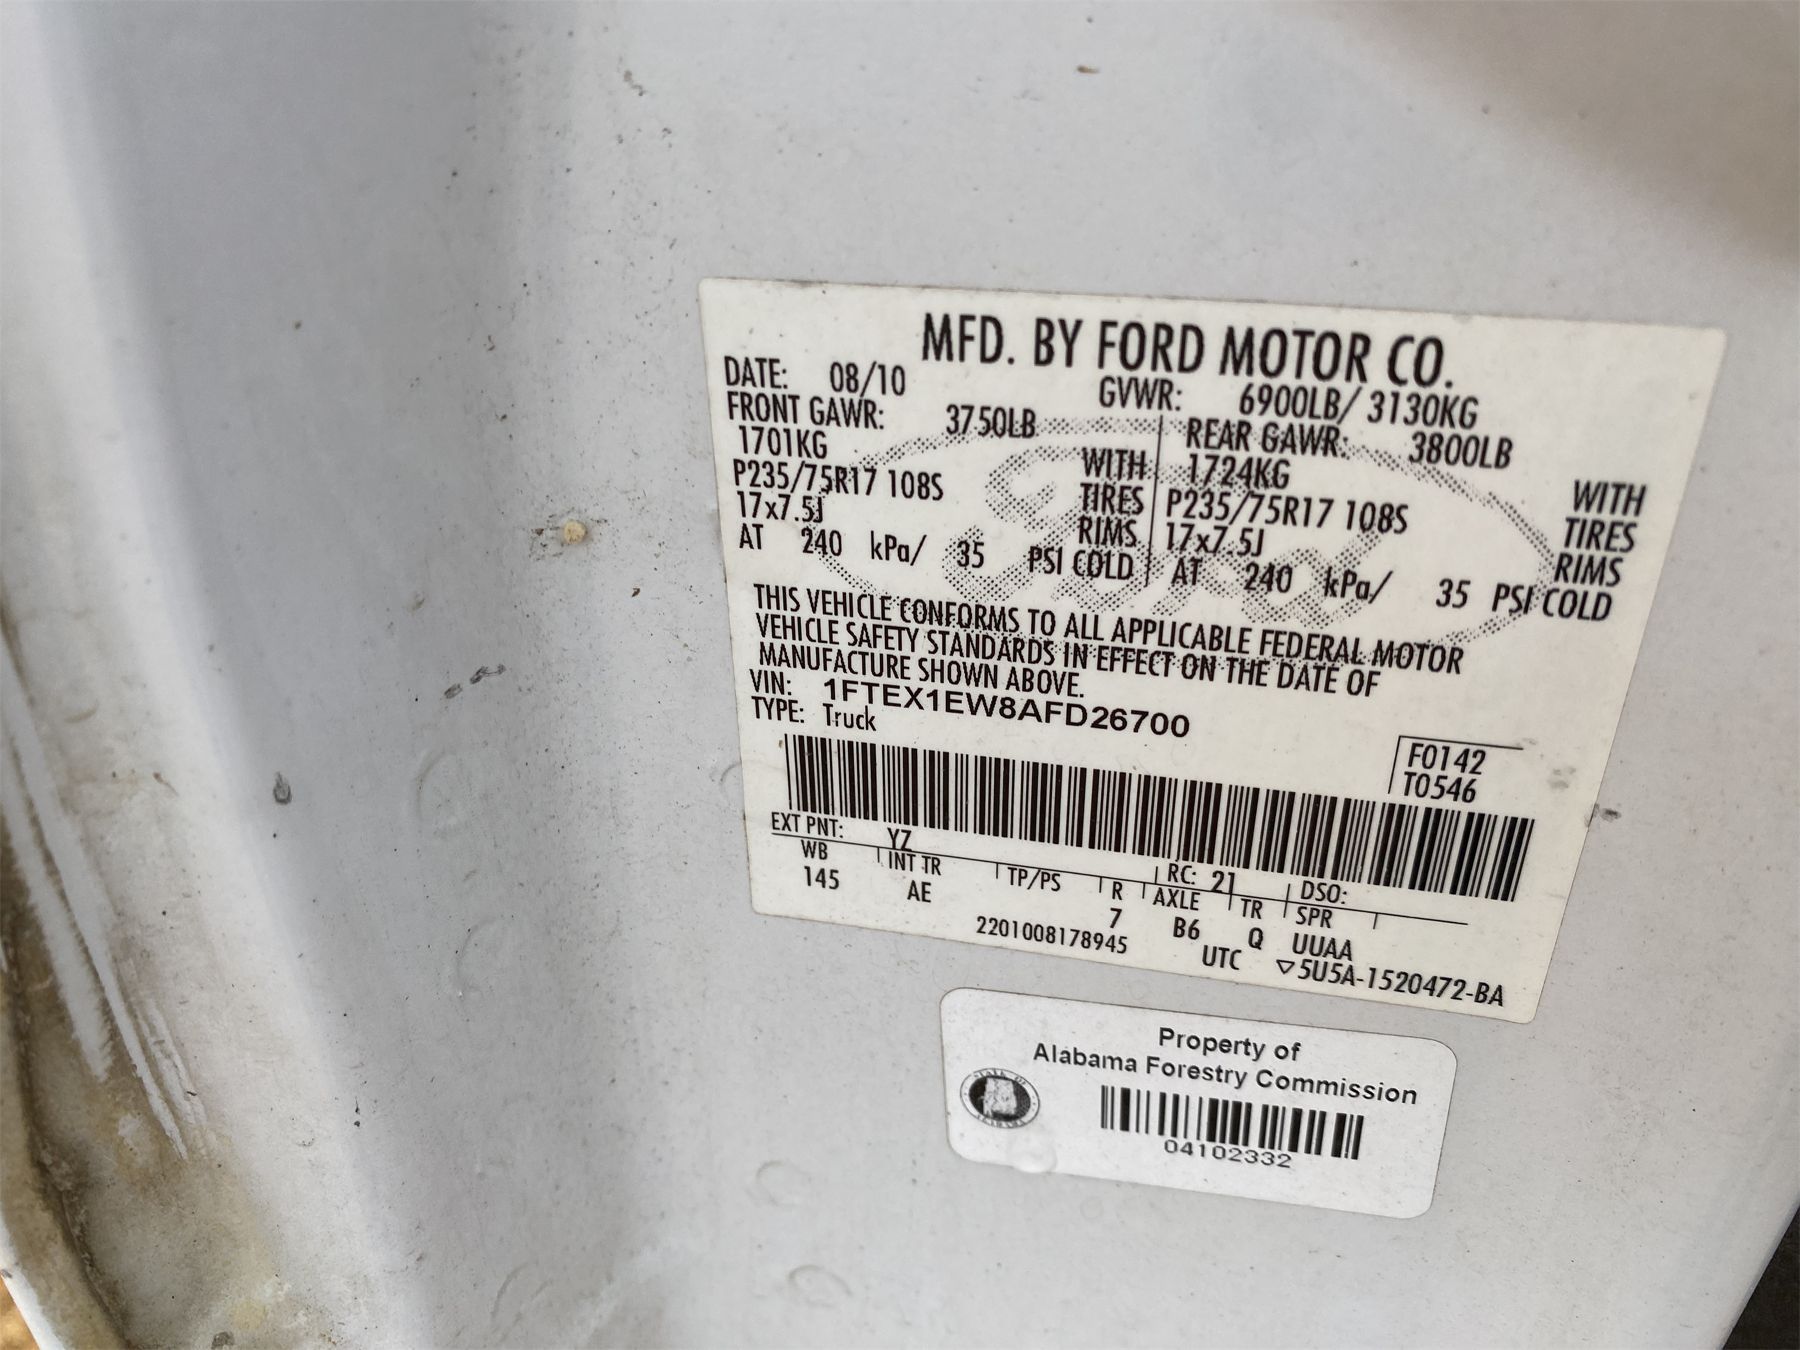 MFD. BY FORD MOTOR CO.
DATE: 08/10 GVWR: 6900LB/ 3130KG
FRONT GAWR: 3750LB REAR GAWR: 3800LB
1701KG WITH 1724KG WITH
P235/75R17 108S TIRES P235/75R17 108S TIRES
17x7.5J RIMS 17x7.5J RIMS
AT 240 kPa/ 35 PSI COLD AT 240 kPa/ 35 PSI COLD
THIS VEHICLE CONFORMS TO ALL APPLICABLE FEDERAL MOTOR
VEHICLE SAFETY STANDARDS IN EFFECT ON THE DATE OF
MANUFACTURE SHOWN ABOVE.
VIN: 1FTEX1EW8AFD26700
TYPE: Truck
F0142
T0546
EXT PNT: YZ RC: 21 DSO:
WB INT TR TP/PS R AXLE TR SPR
145 AE 7 B6 Q UUAA
2201008178945 UTC ▽5U5A-1520472-BA
Property of
Alabama Forestry Commission
04102332